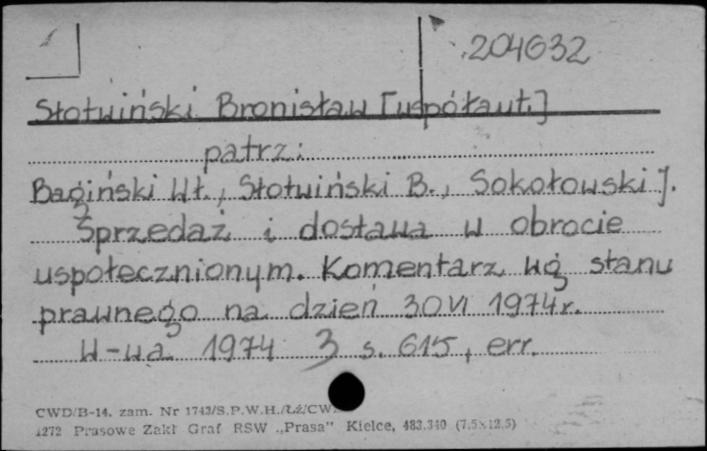 204632
Słotwiński Bronisław [współaut.]
patrz:
Bagiński Wł., Słotwiński B., Sokołowski J.
Sprzedaż i dostawa w obrocie
uspołecznionym. Komentarz wg stanu
prawnego na dzień 30 VI 1974r.
W-wa 1974 3 s. 615, err.
CWD/B-14. zam. Nr 1743/S.P.W.H./Łź/CW
1272 Prasowe Zakł Graf RSW „Prasa" Kielce, 483.340 (7,5x12,5)